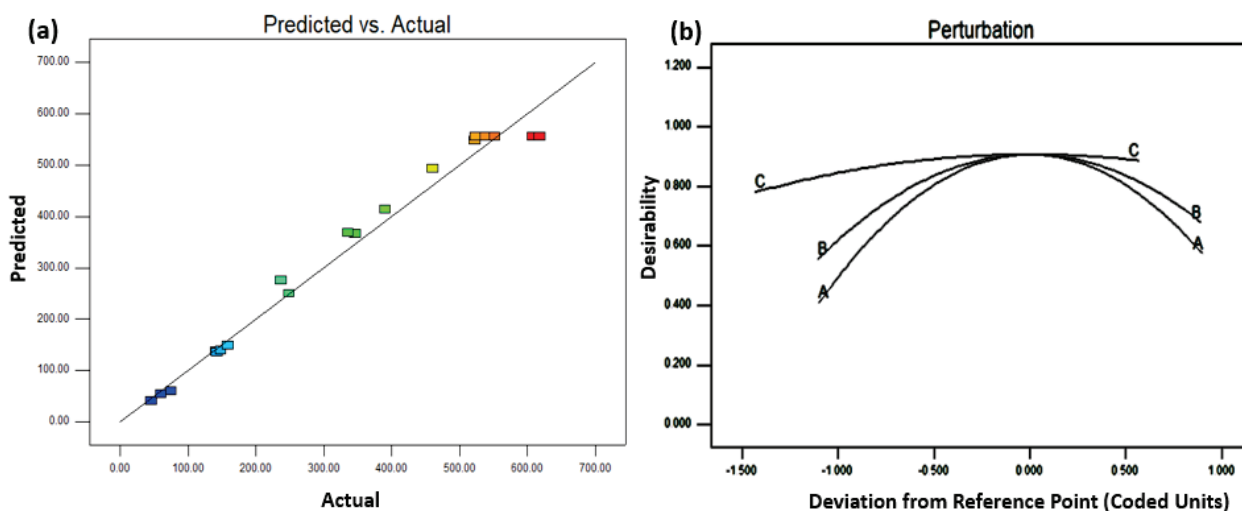 (a)
Predicted vs. Actual
700.00
600.00
500.00
400.00
300.00
200.00
100.00
0.00
Predicted
0.00 100.00 200.00 300.00 400.00 500.00 600.00 700.00
Actual
(b)
Perturbation
1.200
1.000
0.800
0.600
0.400
0.200
0.000
Desirability
C
C
B
B
A
A
-1.500 -1.000 -0.500 0.000 0.500 1.000
Deviation from Reference Point (Coded Units)